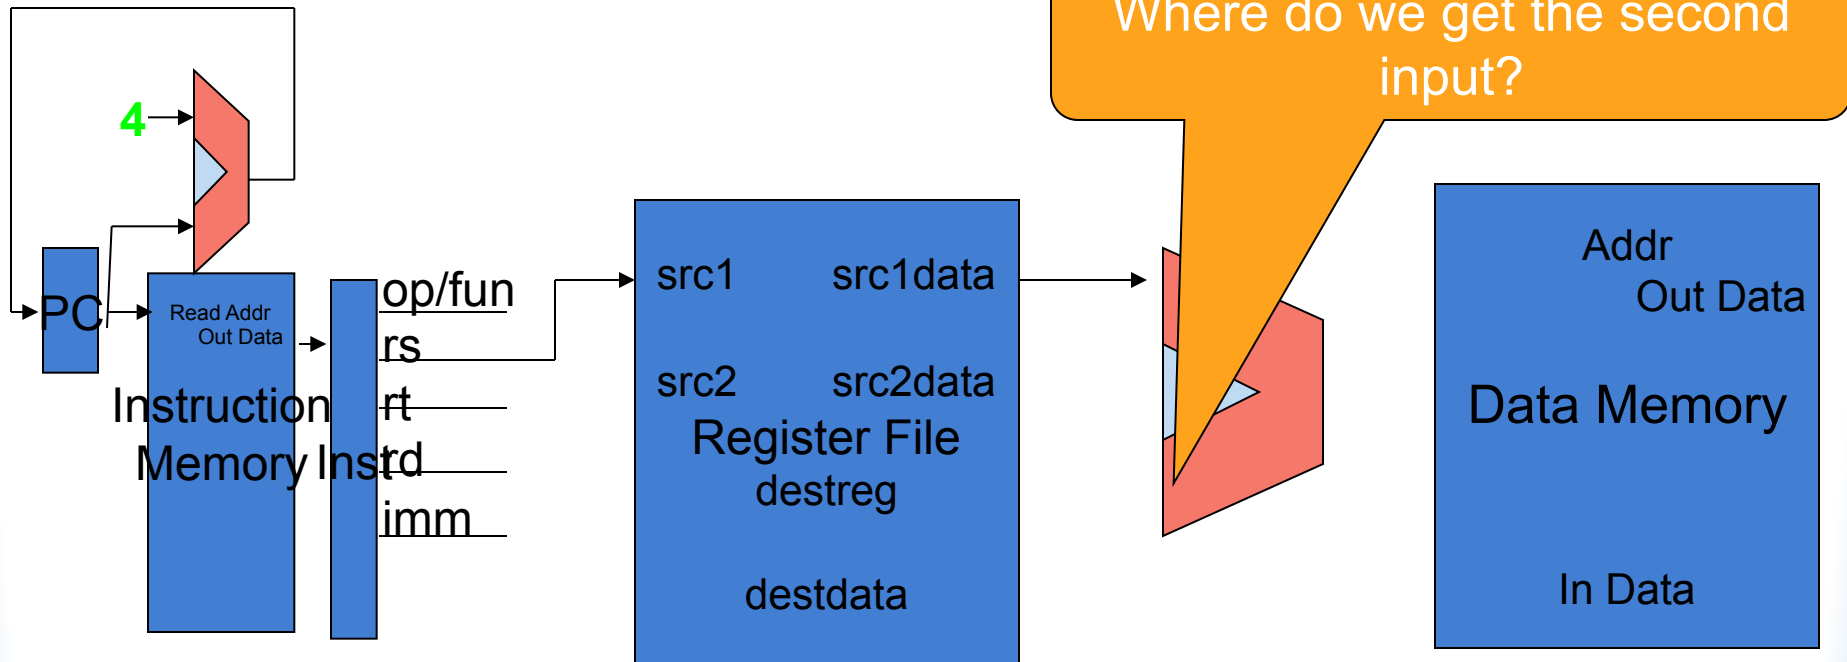 Where do we get the second
input?
4
PC
Read Addr
Out Data
Instruction
Memory
Inst
op/fun
rs
rt
rd
imm
src1 src1data
src2 src2data
Register File
destreg
destdata
Addr
Out Data
Data Memory
In Data